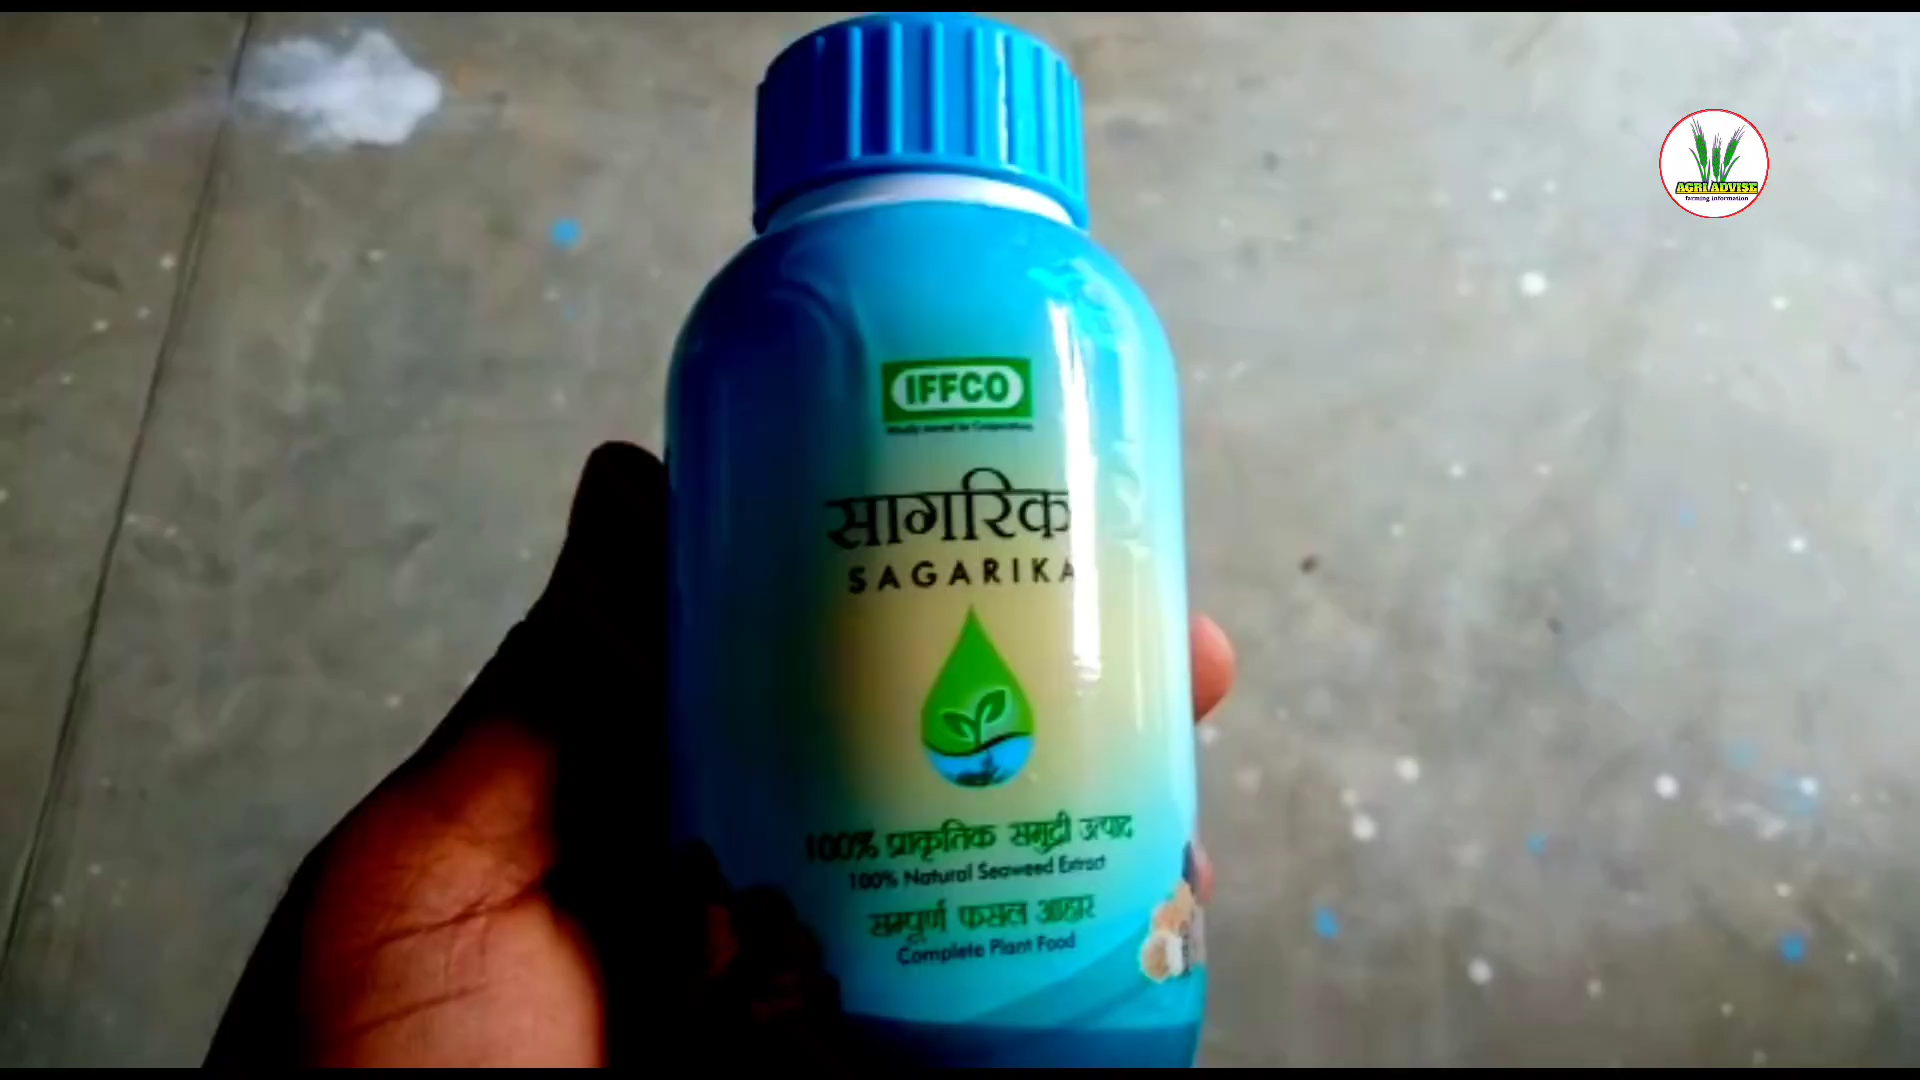 IFFCO
सागरिक
SAGARIKA
100% प्राकृतिक समुद्री उत्पाद
100% Natural Seaweed Extract
सम्पूर्ण फसल आहार
Complete Plant Food
AGRI ADVISE
farming information